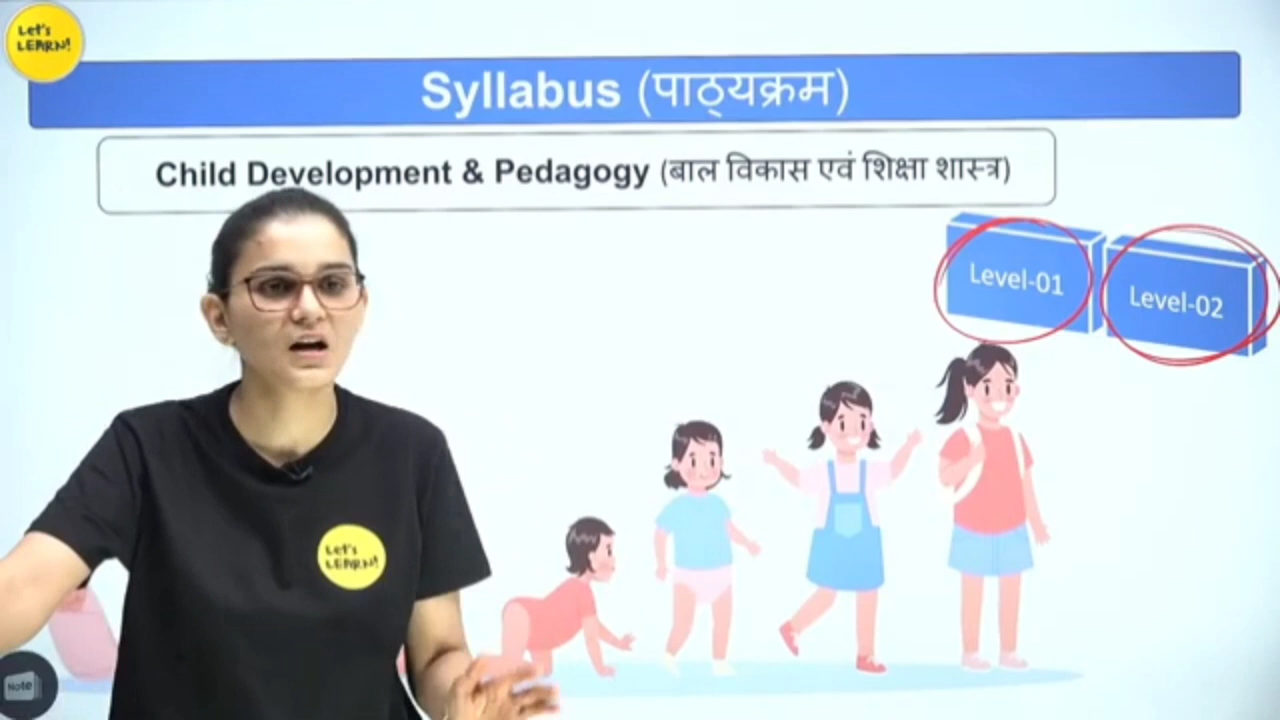 Let's
LEARN!
Syllabus (पाठ्यक्रम)
Child Development & Pedagogy (बाल विकास एवं शिक्षा शास्त्र)
Level-01
Level-02
Let's
LEARN!
Note